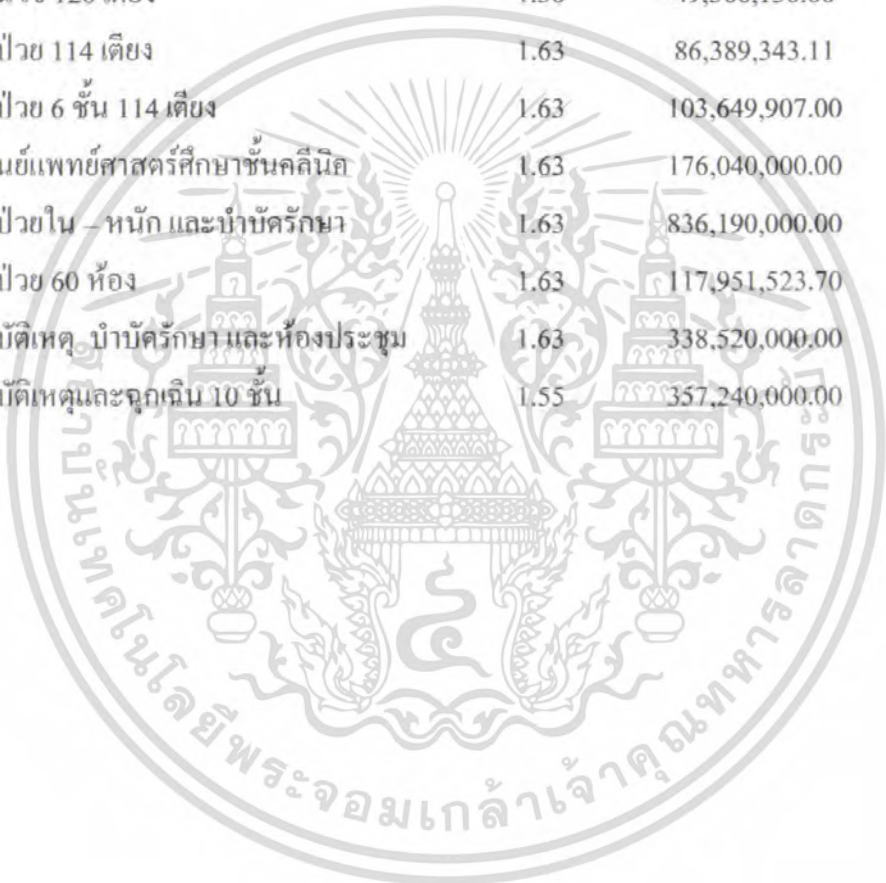 120 เตียง
ป่วย 114 เตียง 1.63 86,389,343.11
ป่วย 6 ชั้น 114 เตียง 1.63 103,649,907.00
นย์แพทย์ศาสตร์ศึกษาชั้นคลีนิค 1.63 176,040,000.00
ป่วยใน – หนัก และบำบัดรักษา 1.63 836,190,000.00
ป่วย 60 ห้อง 1.63 117,951,523.70
บัติเหตุ บำบัดรักษา และห้องประชุม 1.63 338,520,000.00
บัติเหตุและฉุกเฉิน 10 ชั้น 1.55 357,240,000.00
สถาบันเทคโนโลยีพระจอมเกล้าเจ้าคุณทหารลาดกระบัง